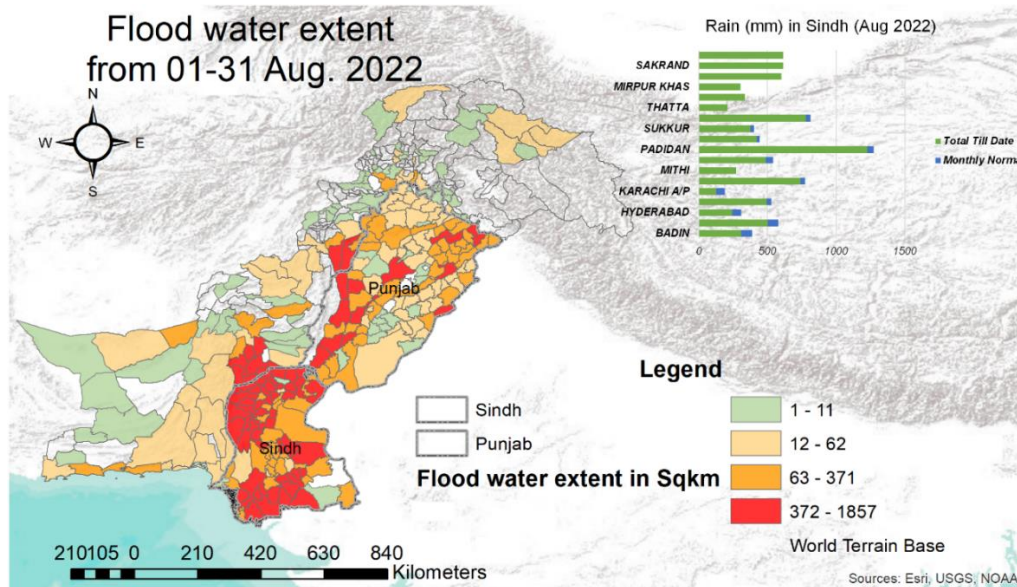 Flood water extent
from 01-31 Aug. 2022
N
W
E
S
Rain (mm) in Sindh (Aug 2022)
SAKRAND
MIRPUR KHAS
THATTA
SUKKUR
PADIDAN
MITHI
KARACHI A/P
HYDERABAD
BADIN
0
500
1000
1500
Total Till Date
Monthly Norma
Punjab
Sindh
Legend
Sindh
Punjab
Flood water extent in Sqkm
1 - 11
12 - 62
63 - 371
372 - 1857
World Terrain Base
210 105 0 210 420 630 840
Kilometers
Sources: Esri, USGS, NOAA